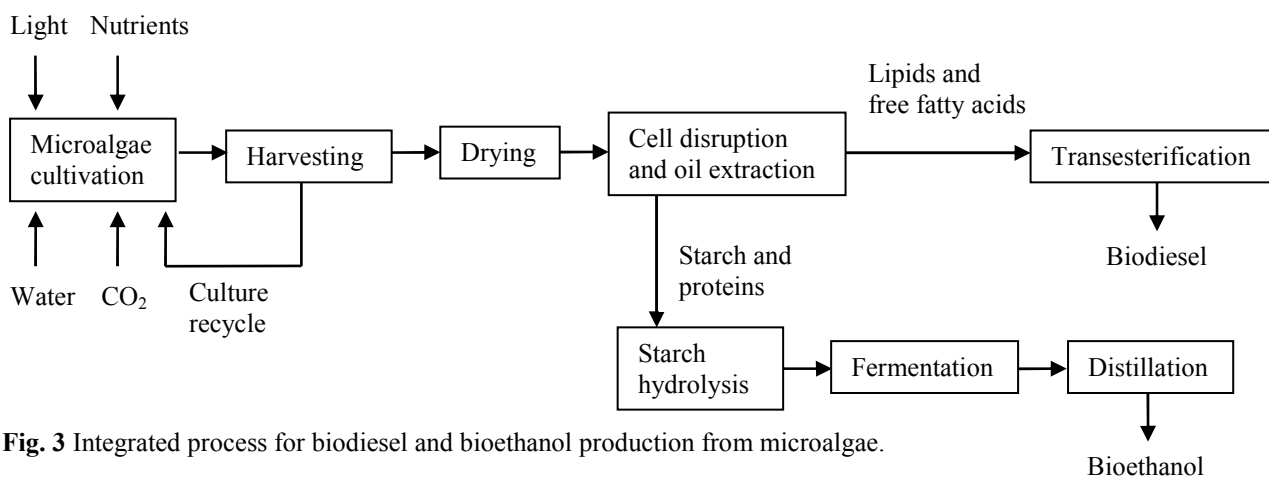 Light Nutrients
Lipids and
free fatty acids
Microalgae
cultivation
Harvesting
Drying
Cell disruption
and oil extraction
Transesterification
Biodiesel
Water CO₂
Culture
recycle
Starch and
proteins
Starch
hydrolysis
Fermentation
Distillation
Bioethanol
Fig. 3 Integrated process for biodiesel and bioethanol production from microalgae.